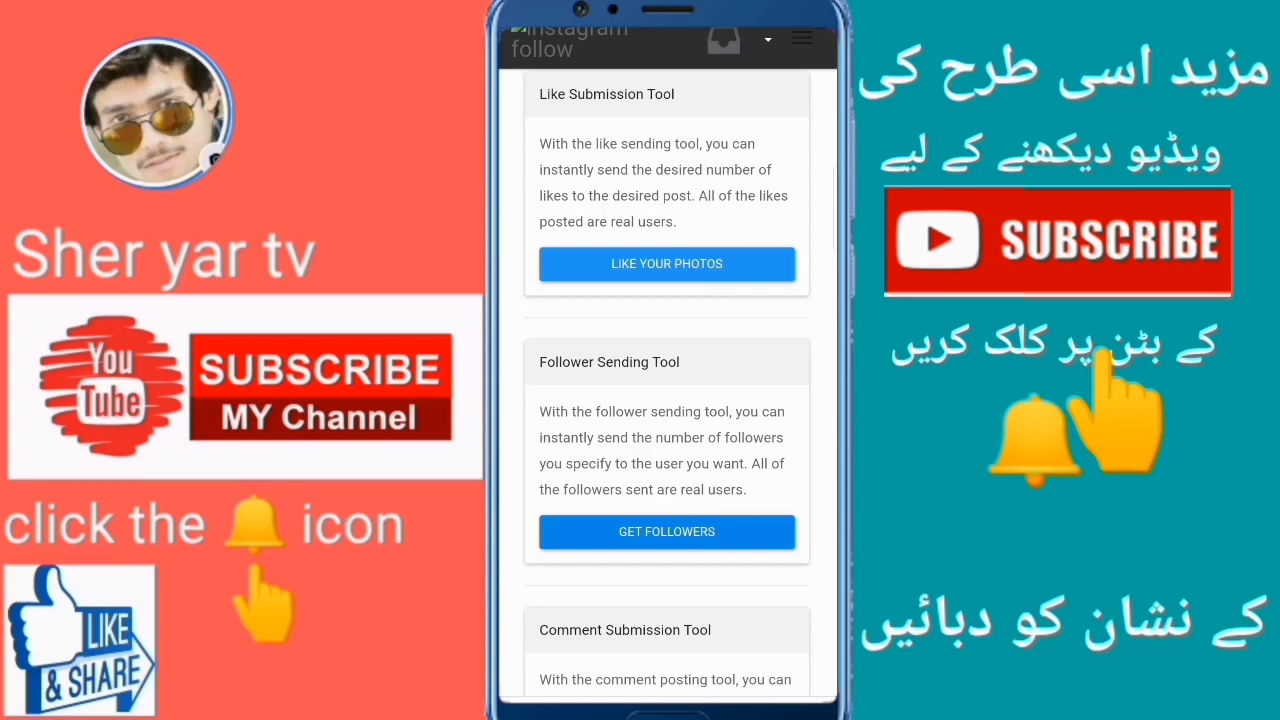 Sher yar tv
You
Tube
SUBSCRIBE
MY Channel
click the 🔔 icon
LIKE
& SHARE
instagram
follow
Like Submission Tool
With the like sending tool, you can
instantly send the desired number of
likes to the desired post. All of the likes
posted are real users.
LIKE YOUR PHOTOS
Follower Sending Tool
With the follower sending tool, you can
instantly send the number of followers
you specify to the user you want. All of
the followers sent are real users.
GET FOLLOWERS
Comment Submission Tool
With the comment posting tool, you can
مزید اسی طرح کی
ویڈیو دیکھنے کے لیے
SUBSCRIBE
کے بٹن پر کلک کریں
کے نشان کو دبائیں